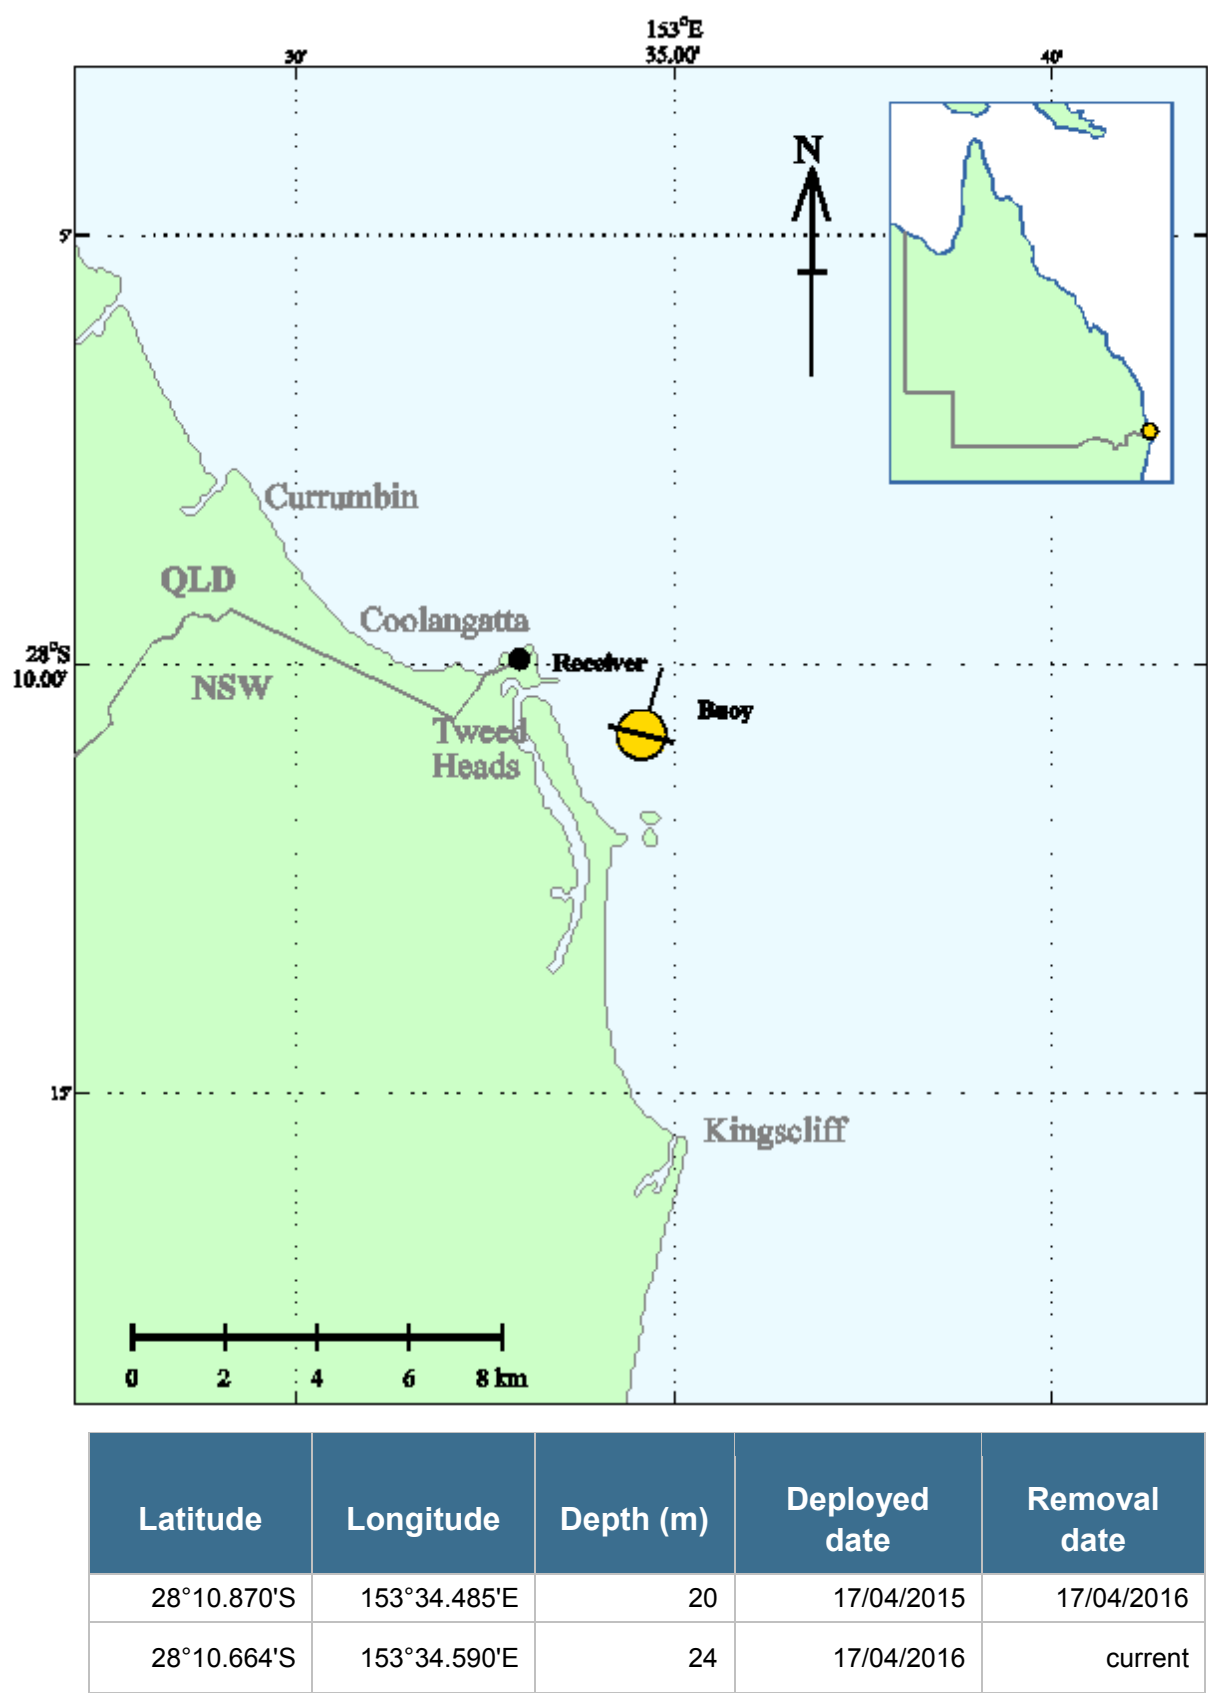 153°E
30' 35.00' 40'
N
5'
Currumbin
QLD
Coolangatta
28°S
10.00'
Receiver
NSW
Buoy
Tweed
Heads
15'
Kingscliff
0 2 4 6 8 km
Latitude Longitude Depth (m) Deployed date Removal date
28°10.870'S 153°34.485'E 20 17/04/2015 17/04/2016
28°10.664'S 153°34.590'E 24 17/04/2016 current